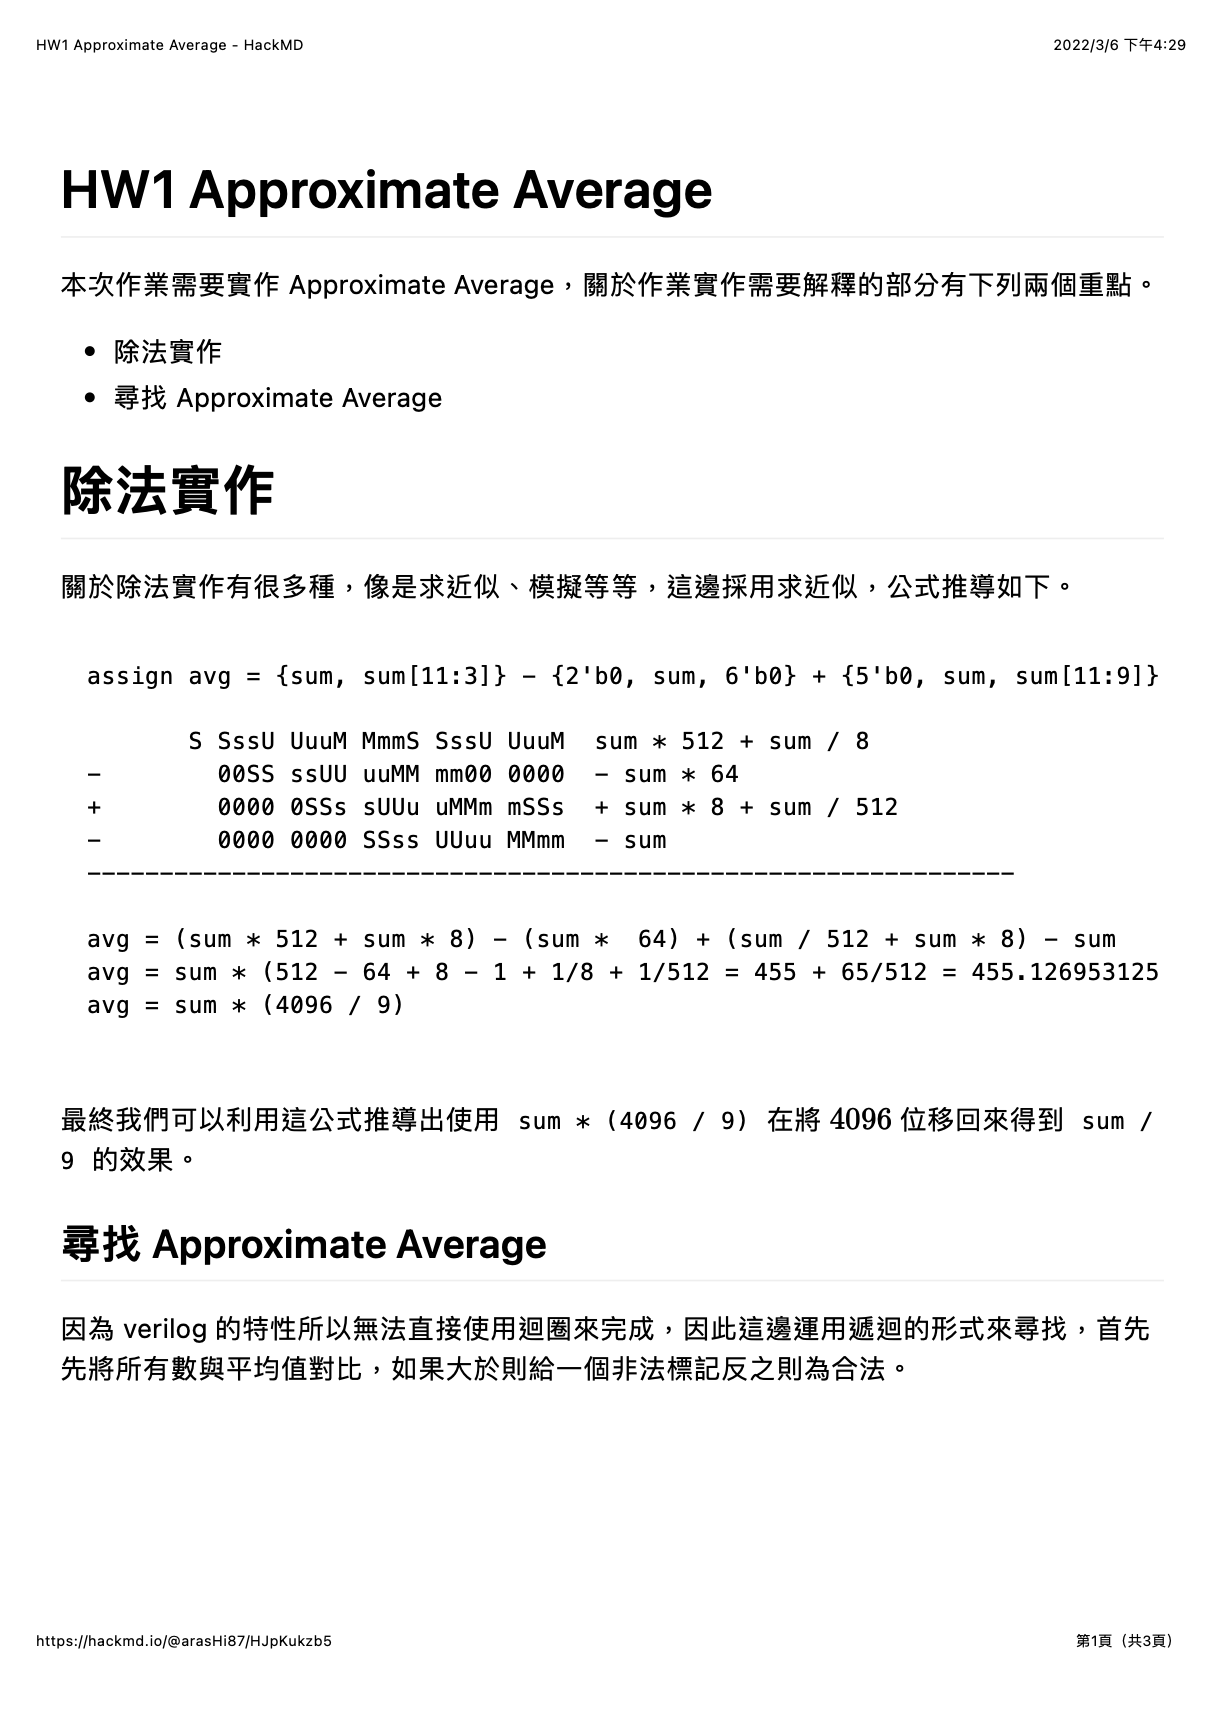 HW1 Approximate Average - HackMD
2022/3/6 下午4:29
HW1 Approximate Average
本次作業需要實作 Approximate Average，關於作業實作需要解釋的部分有下列兩個重點。
• 除法實作
• 尋找 Approximate Average
除法實作
關於除法實作有很多種，像是求近似、模擬等等，這邊採用求近似，公式推導如下。
assign avg = {sum, sum[11:3]} - {2'b0, sum, 6'b0} + {5'b0, sum, sum[11:9]}
S SssU UuuM MmmS SssU UuuM  sum * 512 + sum / 8
-        00SS ssUU uuMM mm00 0000  - sum * 64
+        0000 0SSs sUUu uMMm mSSs  + sum * 8 + sum / 512
-        0000 0000 SSss UUuu MMmm  - sum
----------------------------------------------------------------
avg = (sum * 512 + sum * 8) - (sum *  64) + (sum / 512 + sum * 8) - sum
avg = sum * (512 - 64 + 8 - 1 + 1/8 + 1/512 = 455 + 65/512 = 455.126953125
avg = sum * (4096 / 9)
最終我們可以利用這公式推導出使用 sum * (4096 / 9) 在將 4096 位移回來得到 sum /
9 的效果。
尋找 Approximate Average
因為 verilog 的特性所以無法直接使用迴圈來完成，因此這邊運用遞迴的形式來尋找，首先
先將所有數與平均值對比，如果大於則給一個非法標記反之則為合法。
https://hackmd.io/@arasHi87/HJpKukzb5
第1頁（共3頁）